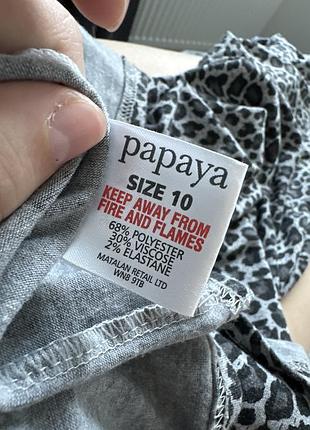 papaya
SIZE 10
KEEP AWAY FROM
FIRE AND FLAMES
68% POLYESTER
30% VISCOSE
2% ELASTANE
MATALAN RETAIL LTD
WN8 9TB